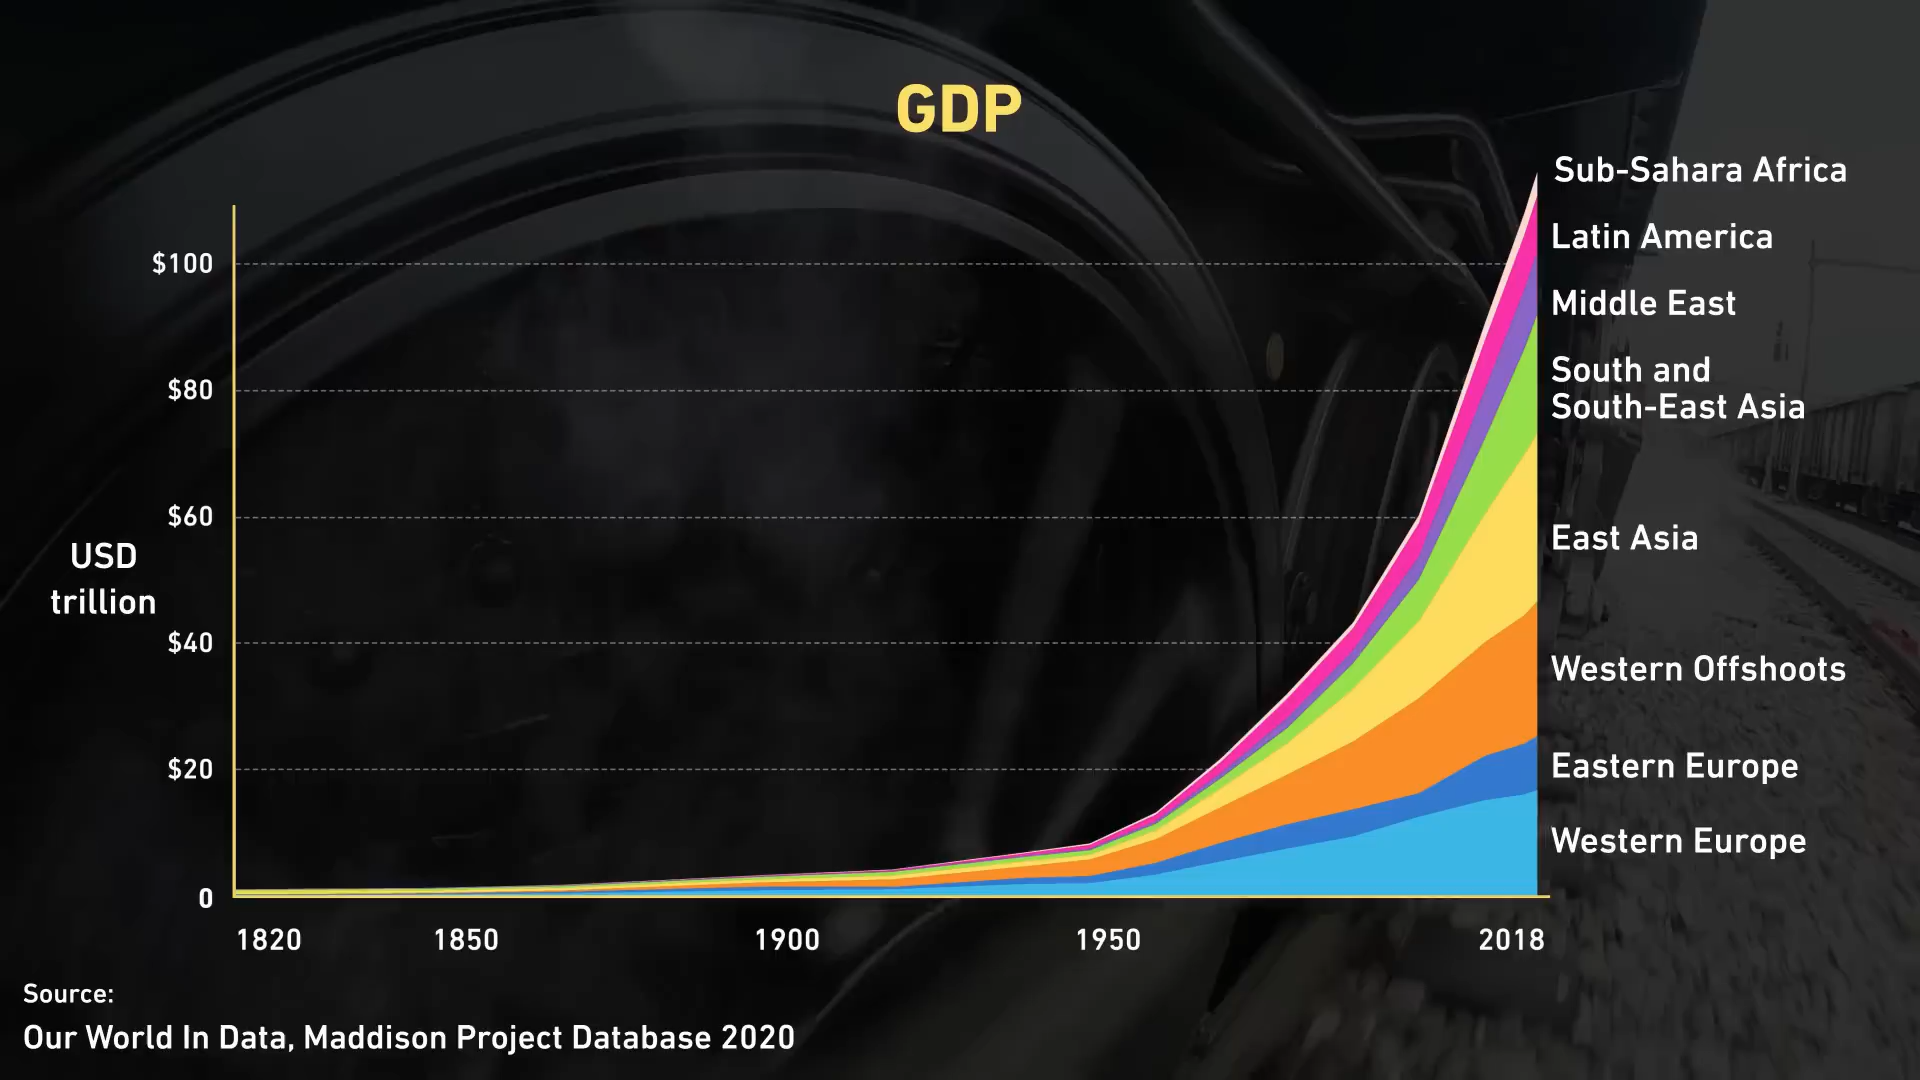 GDP
Sub-Sahara Africa
Latin America
Middle East
South and
South-East Asia
East Asia
Western Offshoots
Eastern Europe
Western Europe
$100
$80
$60
$40
$20
0
USD
trillion
1820 1850 1900 1950 2018
Source:
Our World In Data, Maddison Project Database 2020